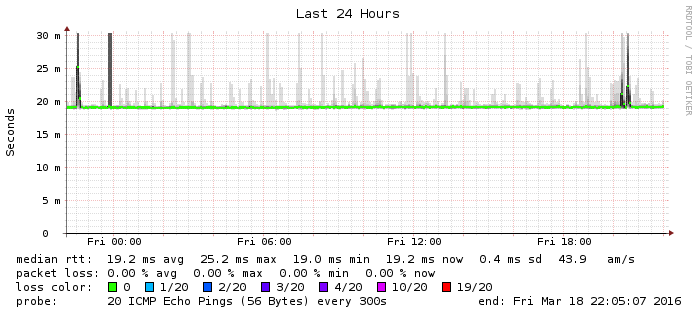 Last 24 Hours
RRDTOOL / TOBI OETIKER
Seconds
30 m
25 m
20 m
15 m
10 m
5 m
0
Fri 00:00 Fri 06:00 Fri 12:00 Fri 18:00
median rtt: 19.2 ms avg 25.2 ms max 19.0 ms min 19.2 ms now 0.4 ms sd 43.9 am/s
packet loss: 0.00 % avg 0.00 % max 0.00 % min 0.00 % now
loss color: 0 1/20 2/20 3/20 4/20 10/20 19/20
probe: 20 ICMP Echo Pings (56 Bytes) every 300s end: Fri Mar 18 22:05:07 2016